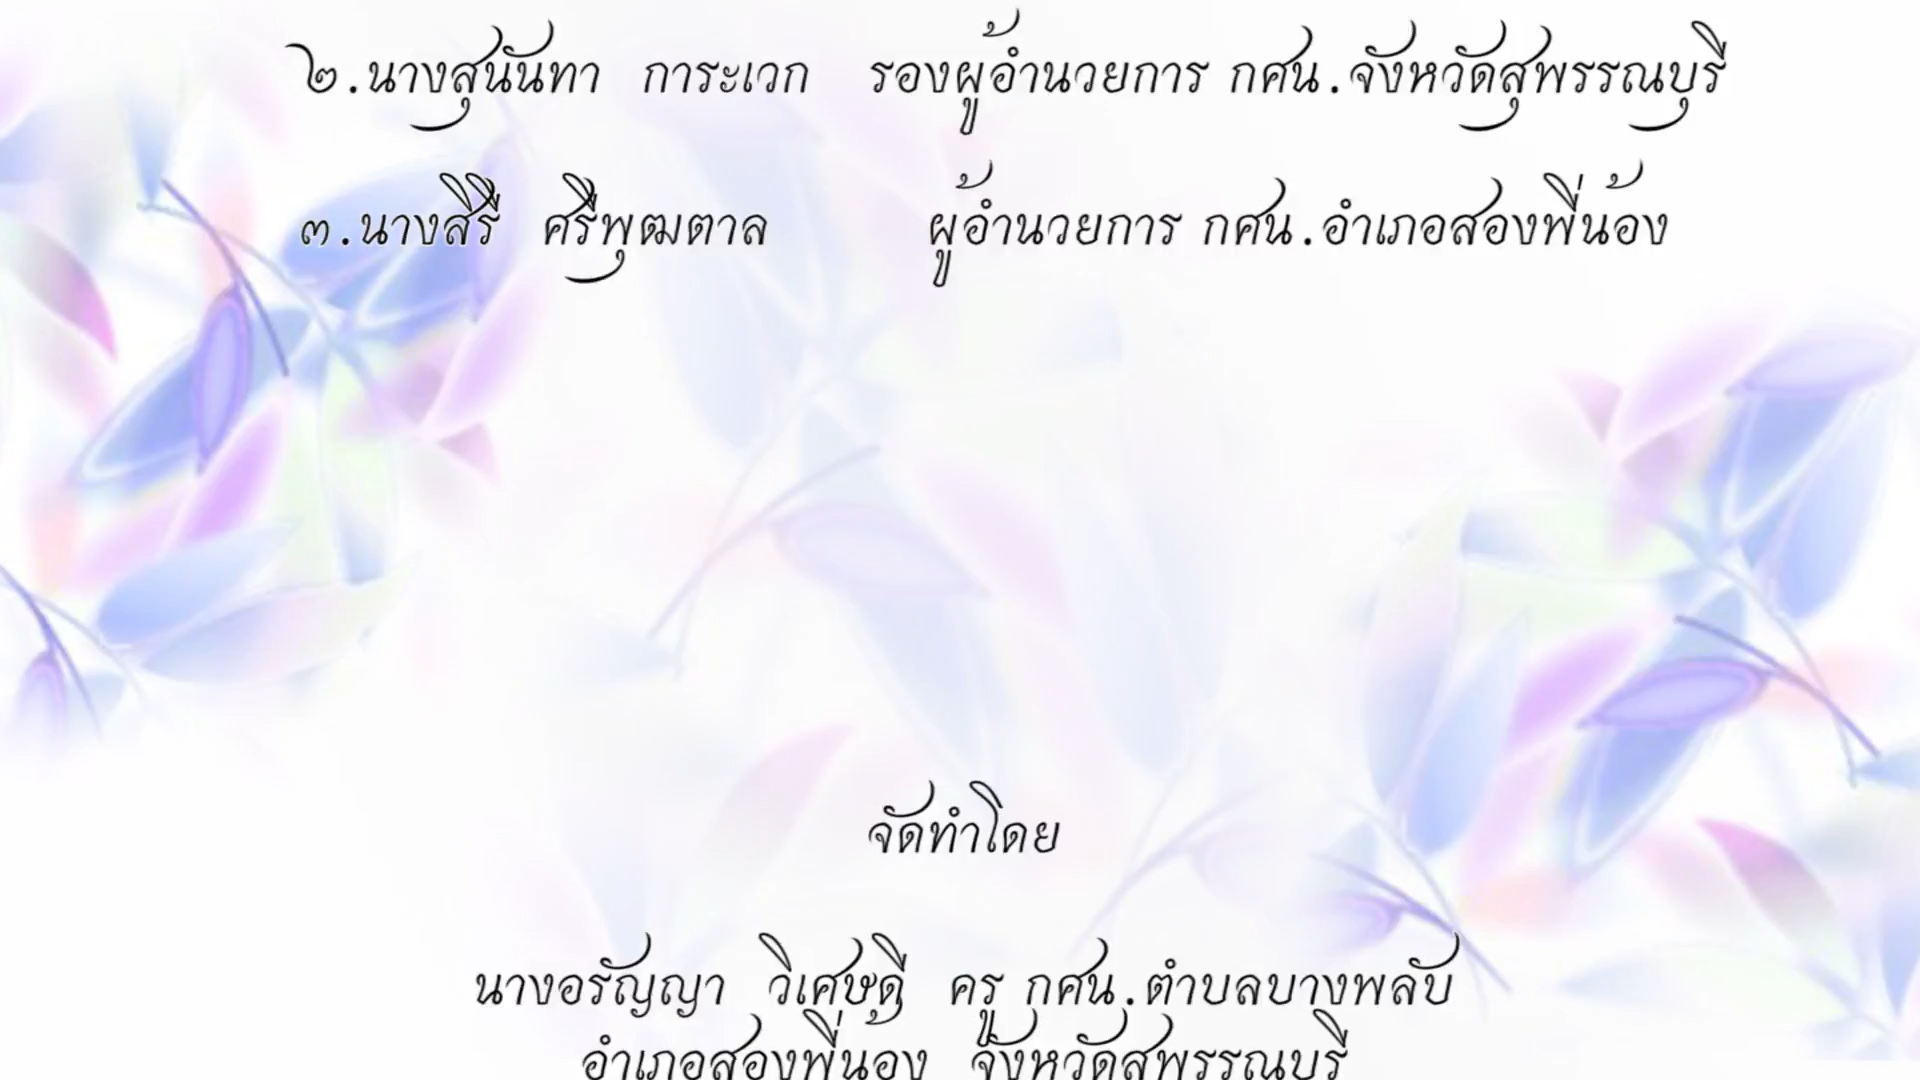 ๒.นางสุนันทา การะเวก รองผู้อำนวยการ กศน.จังหวัดสุพรรณบุรี
๓.นางสิรี ศรีพุฒตาล ผู้อำนวยการ กศน.อำเภอสองพี่น้อง
จัดทำโดย
นางอรัญญา วิเศษดี ครู กศน.ตำบลบางพลับ
อำเภอสองพี่น้อง จังหวัดสุพรรณบุรี